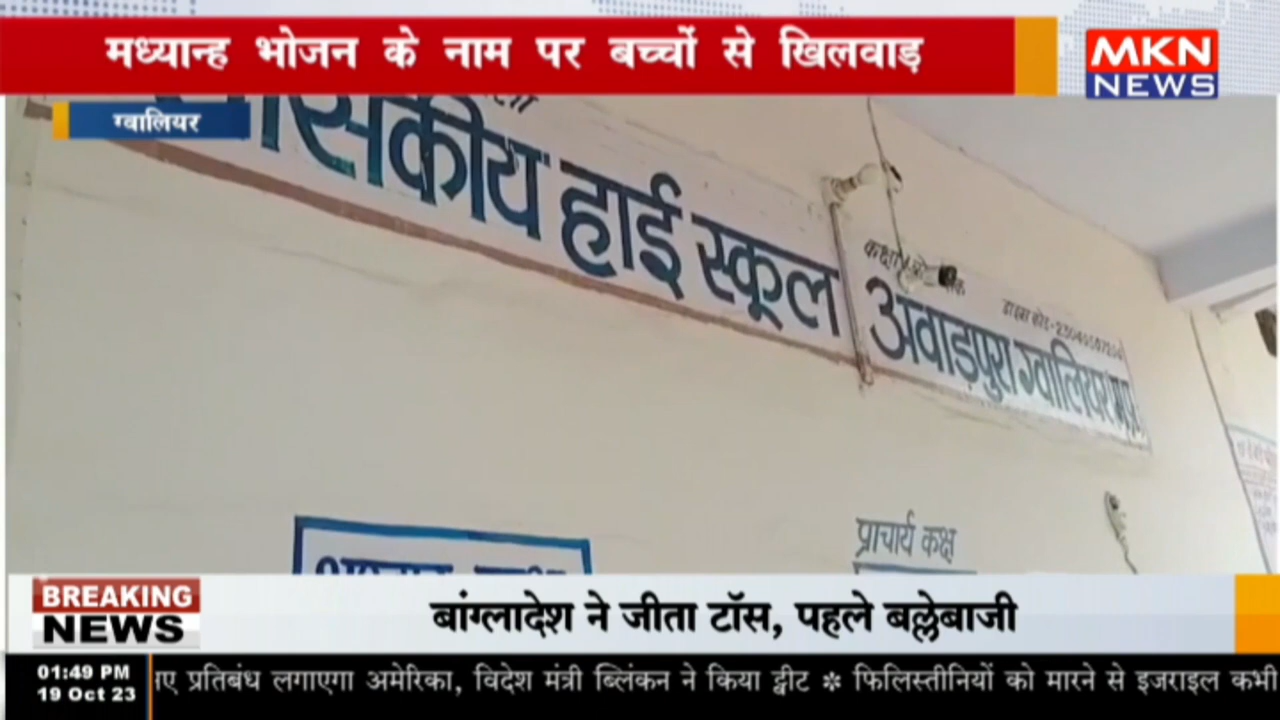 मध्यान्ह भोजन के नाम पर बच्चों से खिलवाड़
MKN
NEWS
ग्वालियर
हाई स्कूल
अवाड़पुरा ग्वालियर म.प्र.
प्राचार्य कक्ष
BREAKING
NEWS
बांग्लादेश ने जीता टॉस, पहले बल्लेबाजी
01:49 PM
19 Oct 23
प्रतिबंध लगाएगा अमेरिका, विदेश मंत्री ब्लिंकन ने किया ट्वीट * फिलिस्तीनियों को मारने से इजराइल कभी